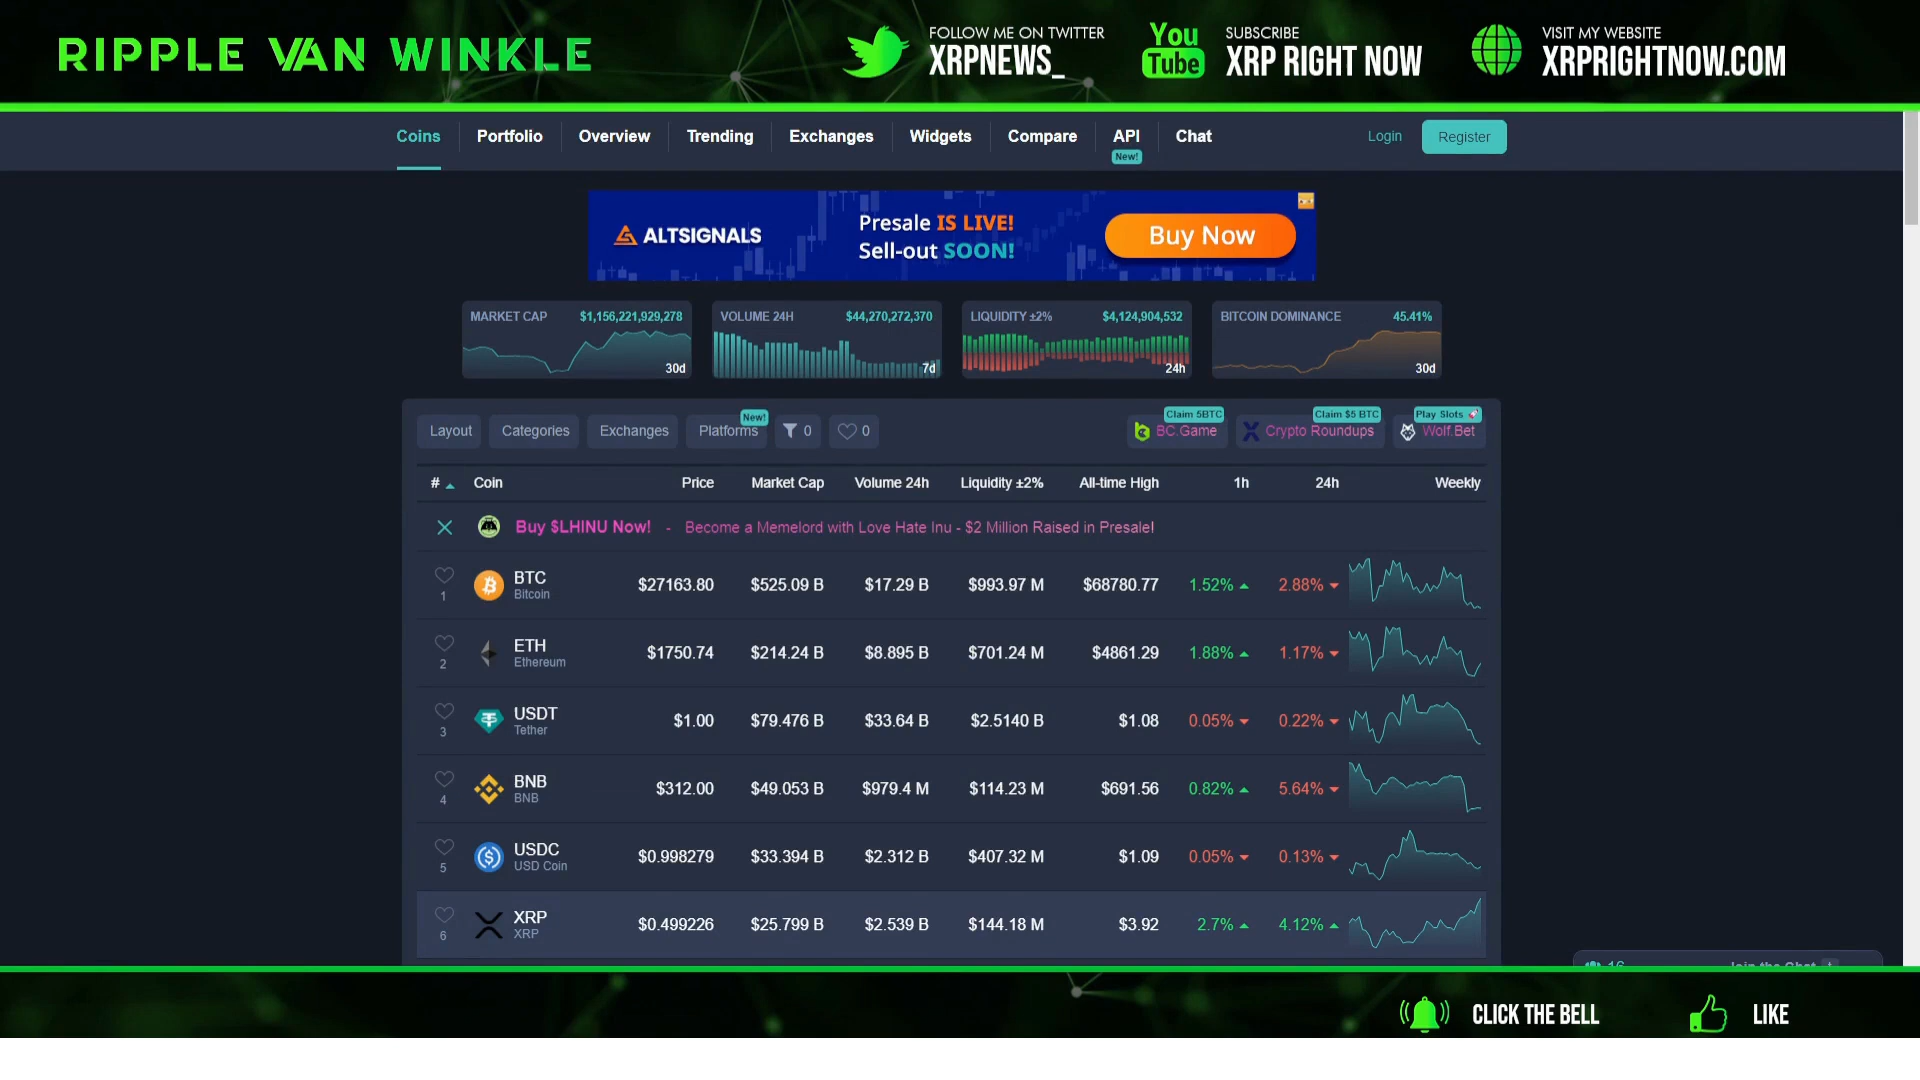 RIPPLE VAN WINKLE
FOLLOW ME ON TWITTER
XRPNEWS_
You
Tube
SUBSCRIBE
XRP RIGHT NOW
VISIT MY WEBSITE
XRPRIGHTNOW.COM
Coins Portfolio Overview Trending Exchanges Widgets Compare API Chat Login Register
New!
ALTSIGNALS
Presale IS LIVE!
Sell-out SOON!
Buy Now
MARKET CAP $1,156,221,929,278
30d
VOLUME 24H $44,270,272,370
7d
LIQUIDITY ±2% $4,124,904,532
24h
BITCOIN DOMINANCE 45.41%
30d
New! Claim 5BTC Claim $5 BTC Play Slots
Layout Categories Exchanges Platforms 0 0 BC.Game Crypto Roundups Wolf.Bet
# Coin Price Market Cap Volume 24h Liquidity ±2% All-time High 1h 24h Weekly
Buy $LHINU Now! - Become a Memelord with Love Hate Inu - $2 Million Raised in Presale!
1 BTC $27163.80 $525.09 B $17.29 B $993.97 M $68780.77 1.52% 2.88%
Bitcoin
2 ETH $1750.74 $214.24 B $8.895 B $701.24 M $4861.29 1.88% 1.17%
Ethereum
3 USDT $1.00 $79.476 B $33.64 B $2.5140 B $1.08 0.05% 0.22%
Tether
4 BNB $312.00 $49.053 B $979.4 M $114.23 M $691.56 0.82% 5.64%
BNB
5 USDC $0.998279 $33.394 B $2.312 B $407.32 M $1.09 0.05% 0.13%
USD Coin
6 XRP $0.499226 $25.799 B $2.539 B $144.18 M $3.92 2.7% 4.12%
XRP
16 Join the Chat
CLICK THE BELL
LIKE